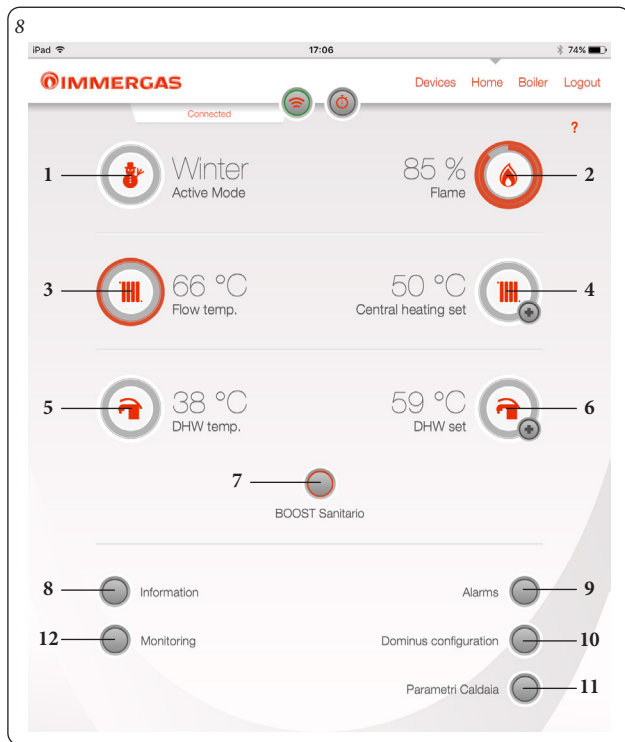 8
iPad 17:06 74%
IMMERGAS
Devices Home Boiler Logout
Connected
?
1 Winter 85 % 2
Active Mode Flame
3 66 °C 50 °C 4
Flow temp. Central heating set
5 38 °C 59 °C 6
DHW temp. DHW set
7
BOOST Sanitario
8 Information Alarms 9
12 Monitoring Dominus configuration 10
Parametri Caldaia 11